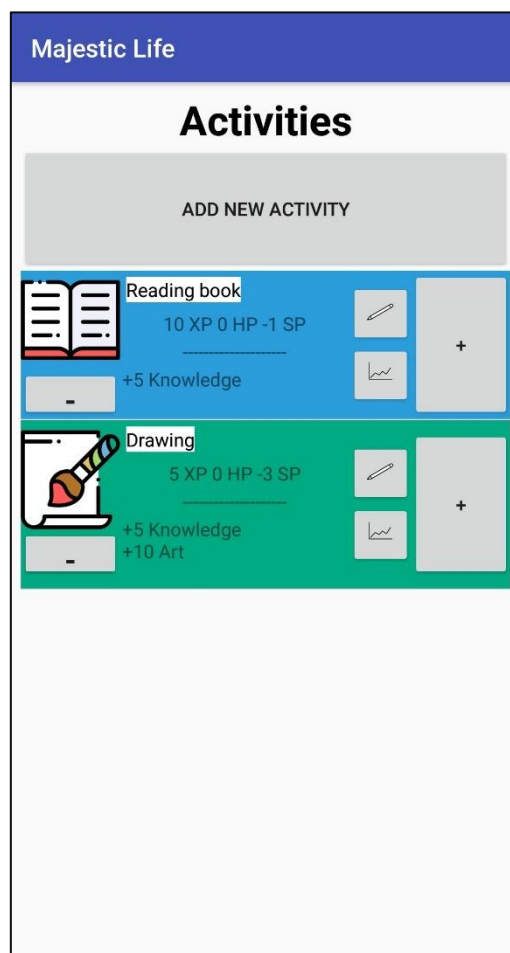 Majestic Life
Activities
ADD NEW ACTIVITY
Reading book
10 XP 0 HP -1 SP
--------------------
+5 Knowledge
-
+
Drawing
5 XP 0 HP -3 SP
--------------------
+5 Knowledge
+10 Art
-
+